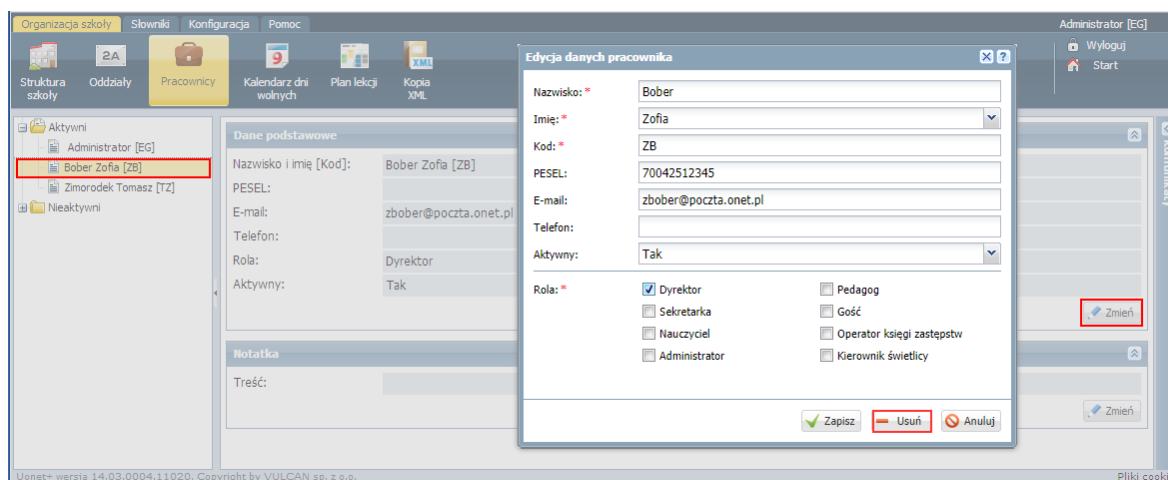 Organizacja szkoły Słowniki Konfiguracja Pomoc Administrator [EG]
2A 9 XML
Struktura szkoły Oddziały Pracownicy Kalendarz dni wolnych Plan lekcji Kopia XML
Wyloguj
Start
Aktywni
Administrator [EG]
Bober Zofia [ZB]
Zimorodek Tomasz [TZ]
Nieaktywni
Dane podstawowe
Nazwisko i imię [Kod]: Bober Zofia [ZB]
PESEL:
E-mail: zbober@poczta.onet.pl
Telefon:
Rola: Dyrektor
Aktywny: Tak
Zmień
Notatka
Treść:
Zmień
Edycja danych pracownika
Nazwisko: * Bober
Imię: * Zofia
Kod: * ZB
PESEL: 70042512345
E-mail: zbober@poczta.onet.pl
Telefon:
Aktywny: Tak
Rola: * Dyrektor Pedagog
Sekretarka Gość
Nauczyciel Operator księgi zastępstw
Administrator Kierownik świetlicy
Zapisz Usuń Anuluj
Uonet+ wersia 14.03.0004.11020. Copyright by VULCAN sp. z o.o. Pliki cooki